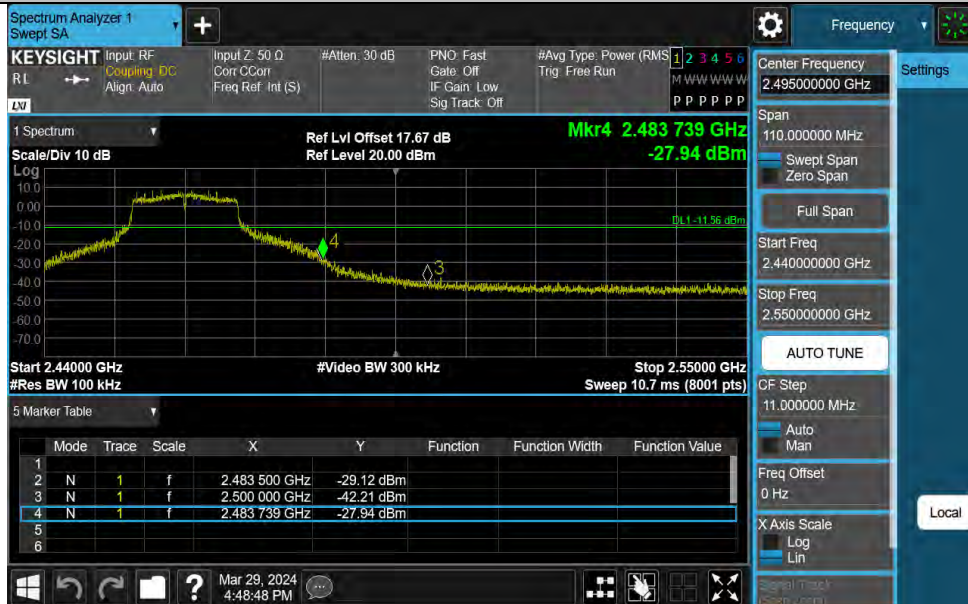 Spectrum Analyzer 1
Swept SA
Frequency
KEYSIGHT
Input: RF
Coupling: DC
Align: Auto
Input Z: 50 Ω
Corr CCorr
Freq Ref: Int (S)
#Atten: 30 dB
PNO: Fast
Gate: Off
IF Gain: Low
Sig Track: Off
#Avg Type: Power (RMS
Trig: Free Run
1 2 3 4 5 6
M W W W W W
P P P P P P
LXI
Center Frequency
2.495000000 GHz
Settings
Span
110.000000 MHz
Swept Span
Zero Span
Full Span
Start Freq
2.440000000 GHz
Stop Freq
2.550000000 GHz
AUTO TUNE
CF Step
11.000000 MHz
Auto
Man
Freq Offset
0 Hz
X Axis Scale
Log
Lin
Local
1 Spectrum
Scale/Div 10 dB
Ref Lvl Offset 17.67 dB
Ref Level 20.00 dBm
Mkr4 2.483 739 GHz
-27.94 dBm
Log
10.0
0.00
-10.0
-20.0
-30.0
-40.0
-50.0
-60.0
-70.0
DL1 -11.56 dBm
4
3
Start 2.44000 GHz
#Res BW 100 kHz
#Video BW 300 kHz
Stop 2.55000 GHz
Sweep 10.7 ms (8001 pts)
5 Marker Table
Mode Trace Scale X Y Function Function Width Function Value
1
2 N 1 f 2.483 500 GHz -29.12 dBm
3 N 1 f 2.500 000 GHz -42.21 dBm
4 N 1 f 2.483 739 GHz -27.94 dBm
5
6
?
Mar 29, 2024
4:48:48 PM